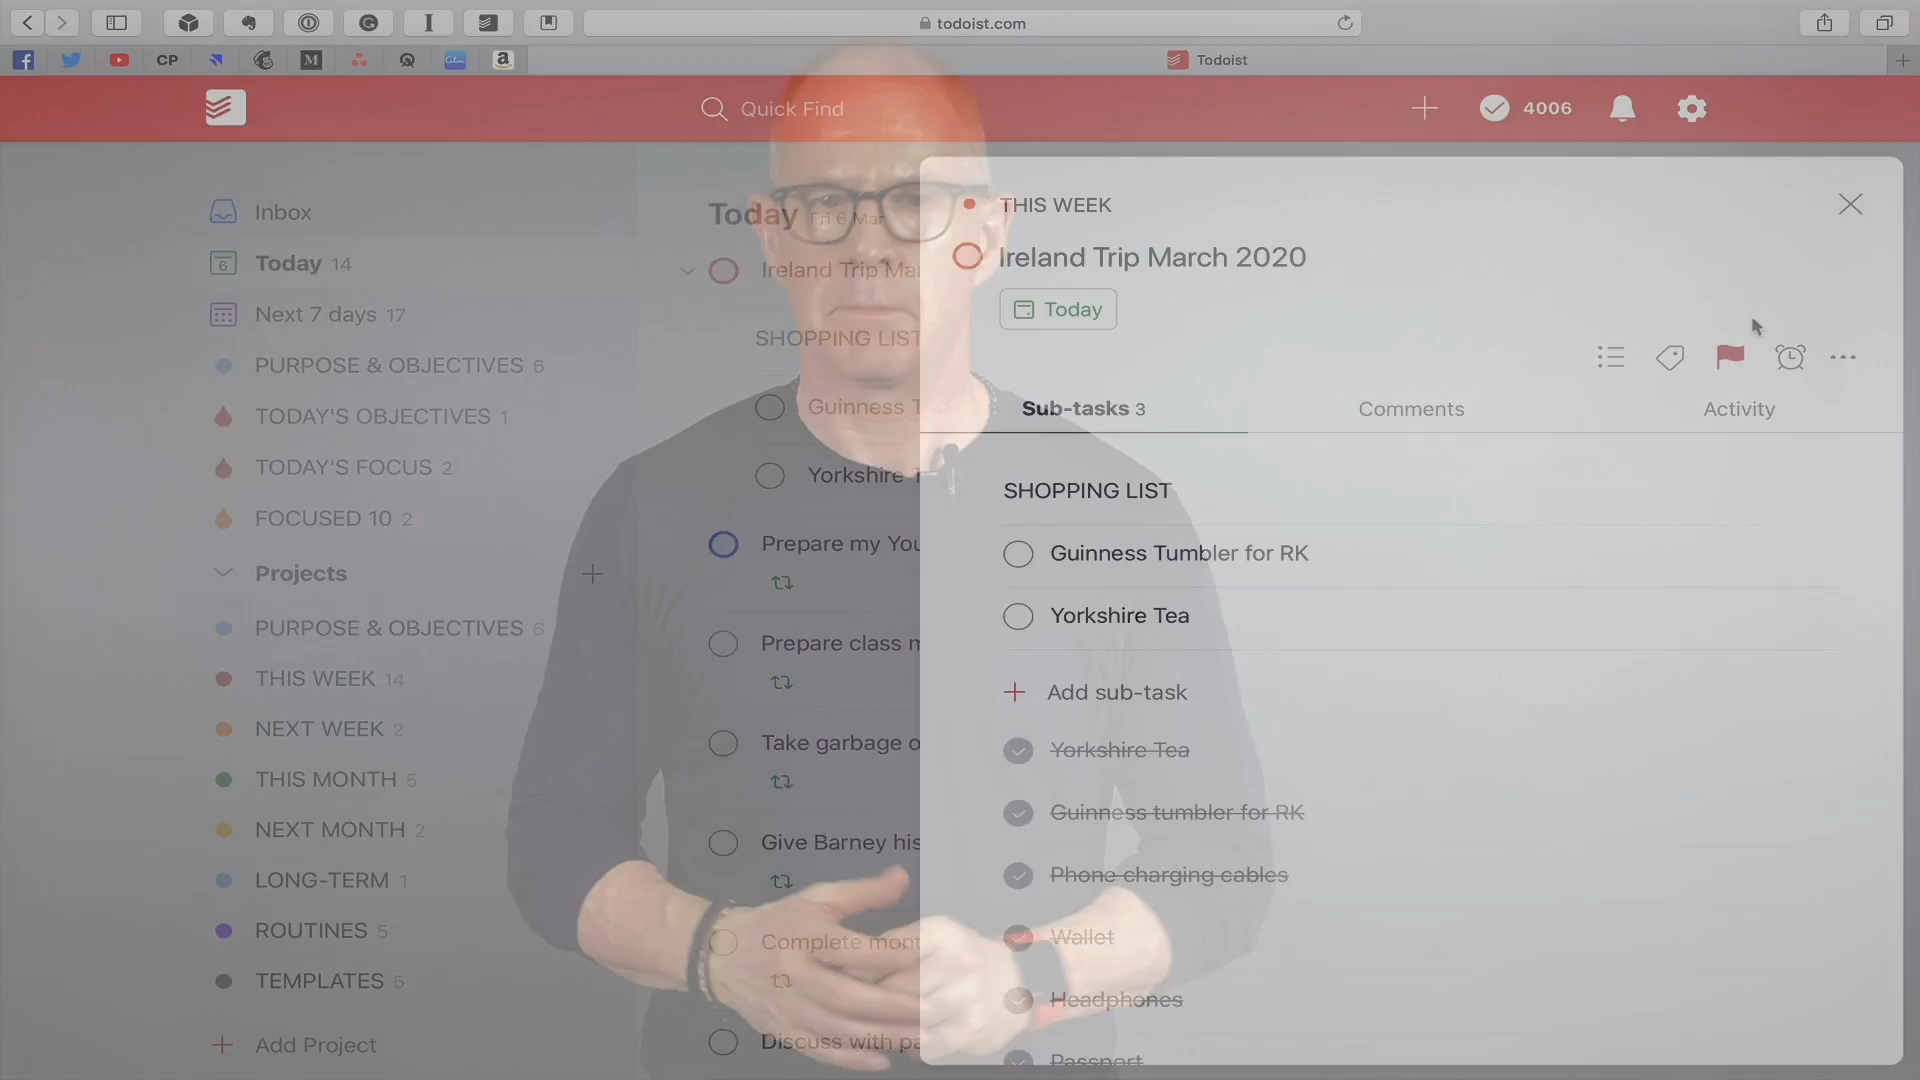 todoist.com
CP
M
a
Todoist
Quick Find
4006
Inbox
Today 14
Next 7 days 17
PURPOSE & OBJECTIVES 6
TODAY'S OBJECTIVES 1
TODAY'S FOCUS 2
FOCUSED 10 2
Projects
PURPOSE & OBJECTIVES 6
THIS WEEK 14
NEXT WEEK 2
THIS MONTH 5
NEXT MONTH 2
LONG-TERM 1
ROUTINES 5
TEMPLATES 5
Add Project
Today Fri 6 Mar
Ireland Trip Mar
SHOPPING LIST
Guinness T
Yorkshire T
Prepare my You
Prepare class m
Take garbage o
Give Barney his
Complete mont
Discuss with pa
THIS WEEK
Ireland Trip March 2020
Today
Sub-tasks 3
Comments
Activity
SHOPPING LIST
Guinness Tumbler for RK
Yorkshire Tea
Add sub-task
Yorkshire Tea
Guinness tumbler for RK
Phone charging cables
Wallet
Headphones
Passport